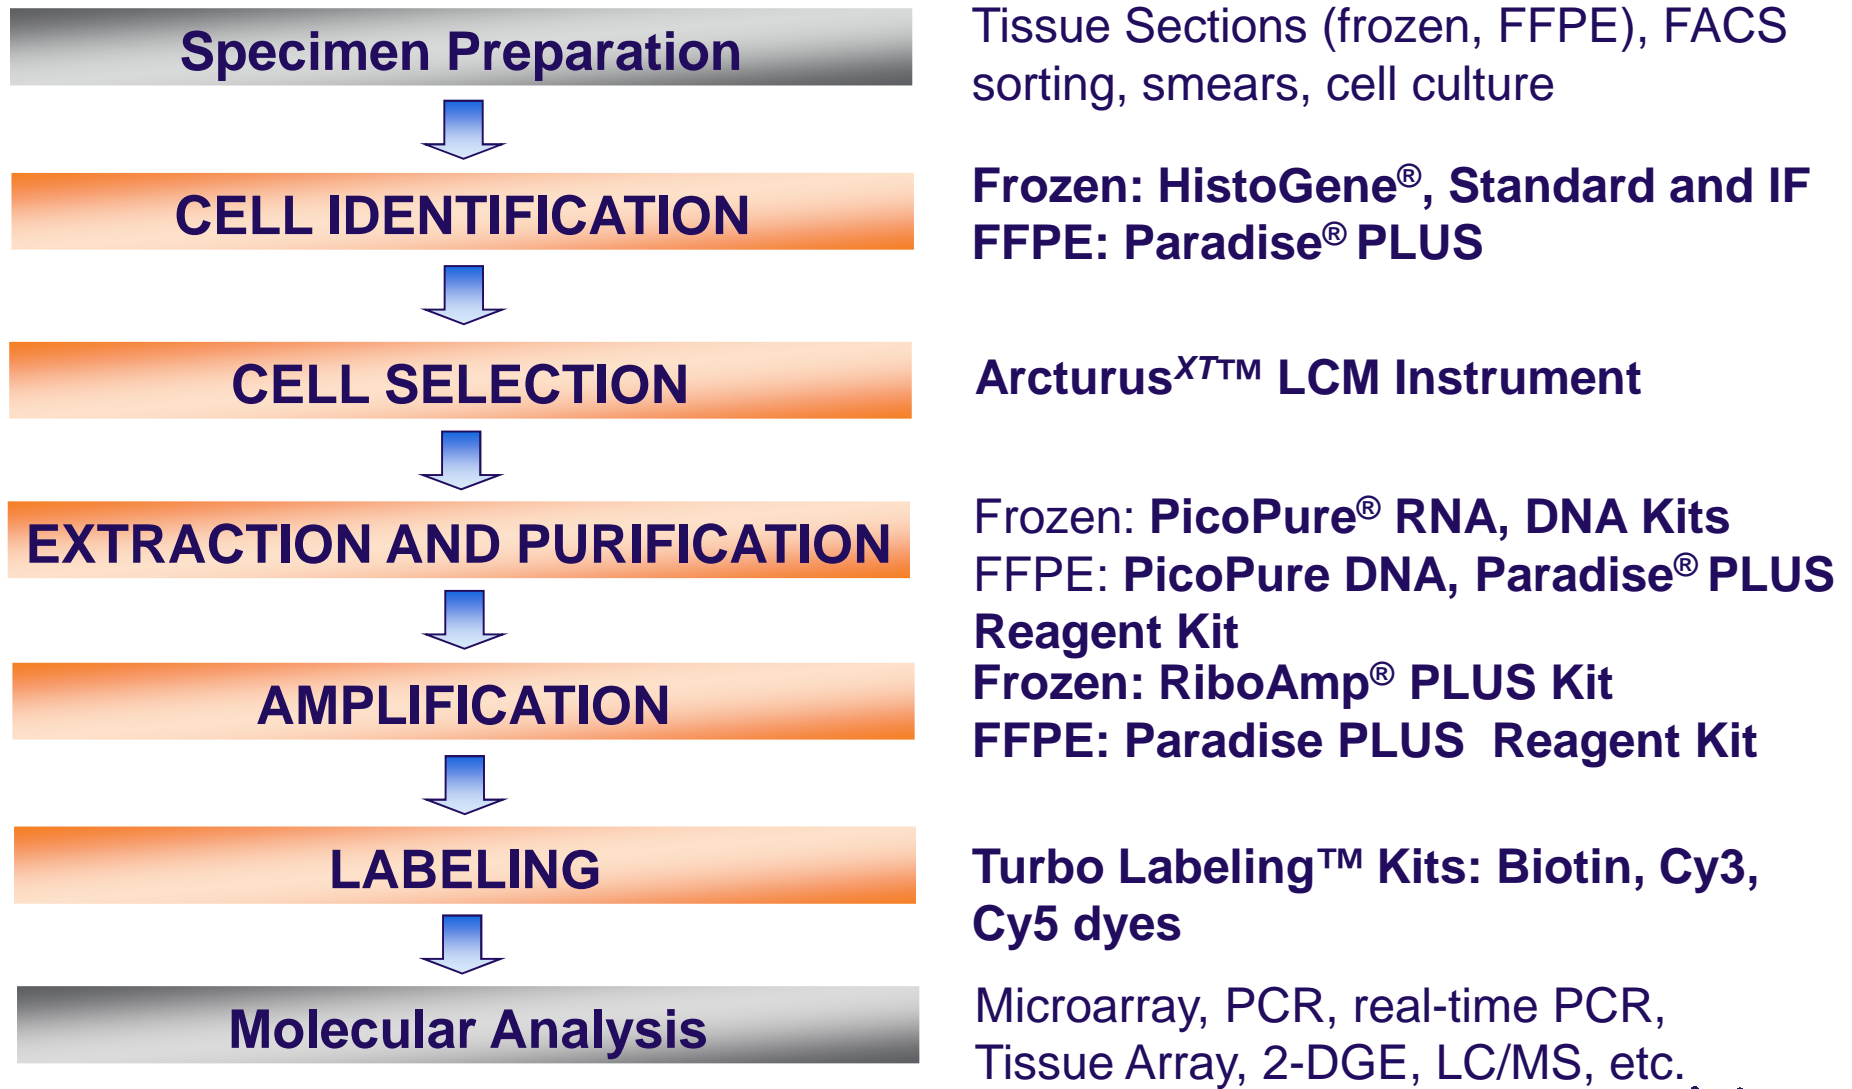 Specimen Preparation
Tissue Sections (frozen, FFPE), FACS
sorting, smears, cell culture
CELL IDENTIFICATION
Frozen: HistoGene®, Standard and IF
FFPE: Paradise® PLUS
CELL SELECTION
ArcturusXT™ LCM Instrument
EXTRACTION AND PURIFICATION
Frozen: PicoPure® RNA, DNA Kits
FFPE: PicoPure DNA, Paradise® PLUS
Reagent Kit
AMPLIFICATION
Frozen: RiboAmp® PLUS Kit
FFPE: Paradise PLUS Reagent Kit
LABELING
Turbo Labeling™ Kits: Biotin, Cy3,
Cy5 dyes
Molecular Analysis
Microarray, PCR, real-time PCR,
Tissue Array, 2-DGE, LC/MS, etc.